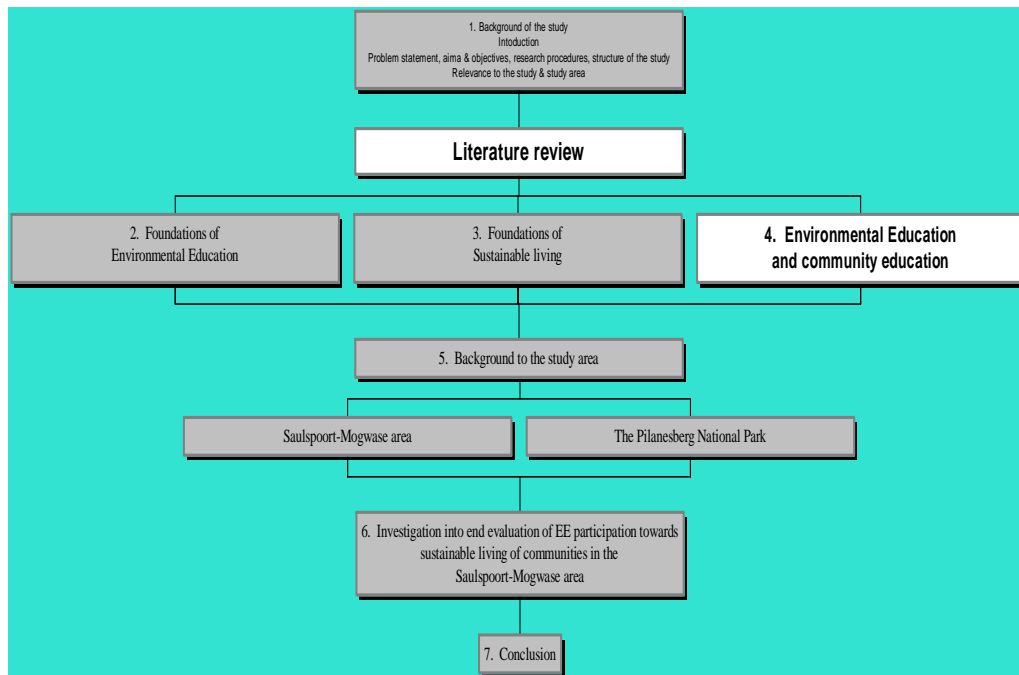 1. Background of the study
Intoduction
Problem statement, aima & objectives, research procedures, structure of the study
Relevance to the study & study area
Literature review
2. Foundations of
Environmental Education
3. Foundations of
Sustainable living
4. Environmental Education
and community education
5. Background to the study area
Saulspoort-Mogwase area
The Pilanesberg National Park
6. Investigation into end evaluation of EE participation towards
sustainable living of communities in the
Saulspoort-Mogwase area
7. Conclusion